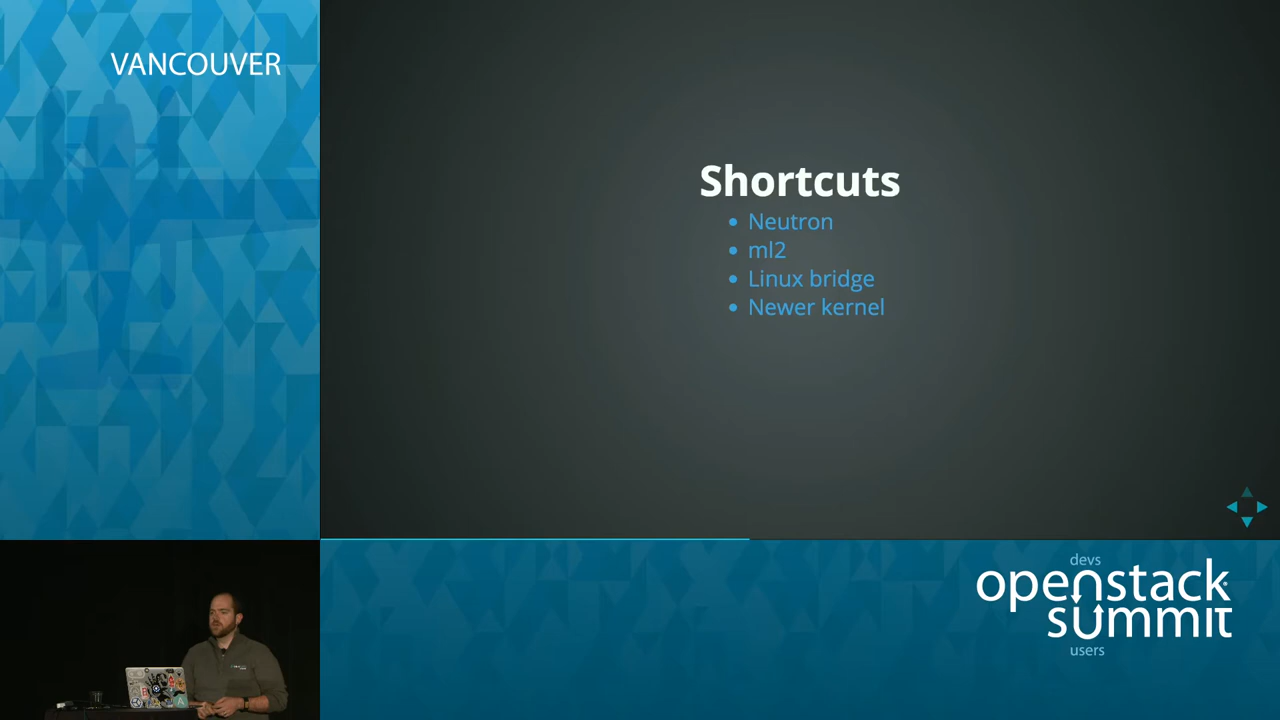 VANCOUVER
Shortcuts
Neutron
ml2
Linux bridge
Newer kernel
devs
openstack
summit
users